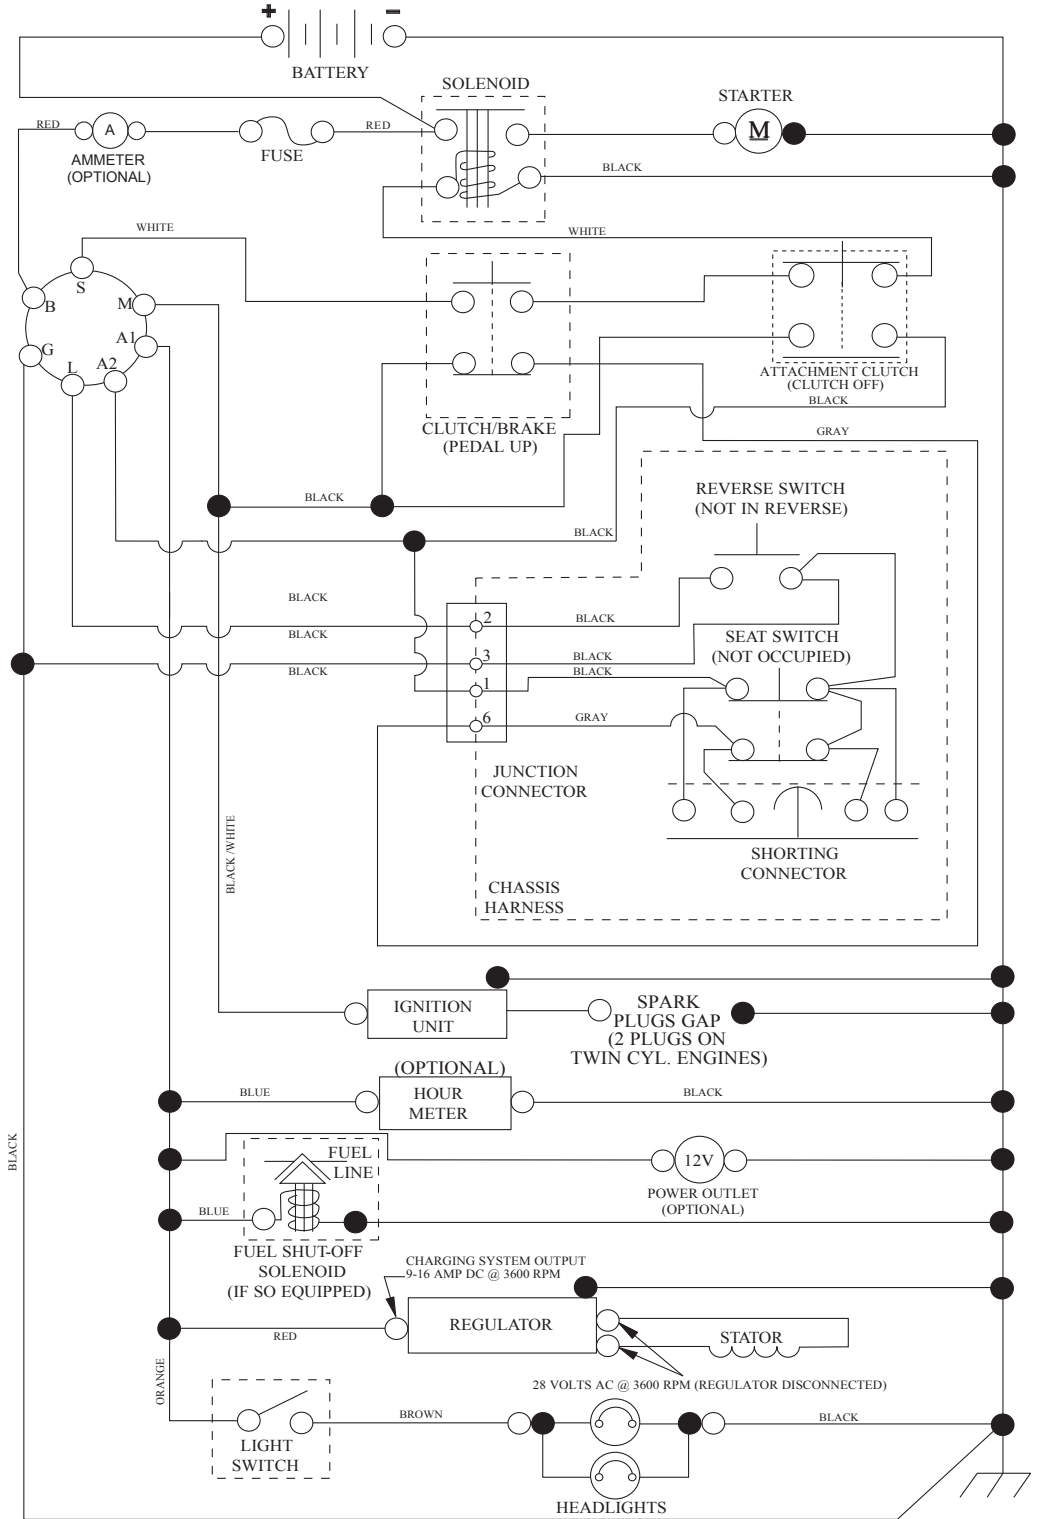 + –
BATTERY
SOLENOID
STARTER
RED
A
RED
M
AMMETER
(OPTIONAL)
FUSE
BLACK
WHITE
WHITE
S
B
M
A1
G
L
A2
ATTACHMENT CLUTCH
(CLUTCH OFF)
BLACK
CLUTCH/BRAKE
(PEDAL UP)
GRAY
BLACK
REVERSE SWITCH
(NOT IN REVERSE)
BLACK
BLACK
2
BLACK
BLACK
SEAT SWITCH
(NOT OCCUPIED)
3
BLACK
BLACK
BLACK
1
6
GRAY
JUNCTION
CONNECTOR
BLACK /WHITE
SHORTING
CONNECTOR
CHASSIS
HARNESS
IGNITION
UNIT
SPARK
PLUGS GAP
(2 PLUGS ON
TWIN CYL. ENGINES)
(OPTIONAL)
HOUR
METER
BLUE
BLACK
BLACK
FUEL
LINE
12V
POWER OUTLET
(OPTIONAL)
BLUE
FUEL SHUT-OFF
SOLENOID
(IF SO EQUIPPED)
CHARGING SYSTEM OUTPUT
9-16 AMP DC @ 3600 RPM
REGULATOR
RED
STATOR
28 VOLTS AC @ 3600 RPM (REGULATOR DISCONNECTED)
ORANGE
BROWN
BLACK
LIGHT
SWITCH
HEADLIGHTS